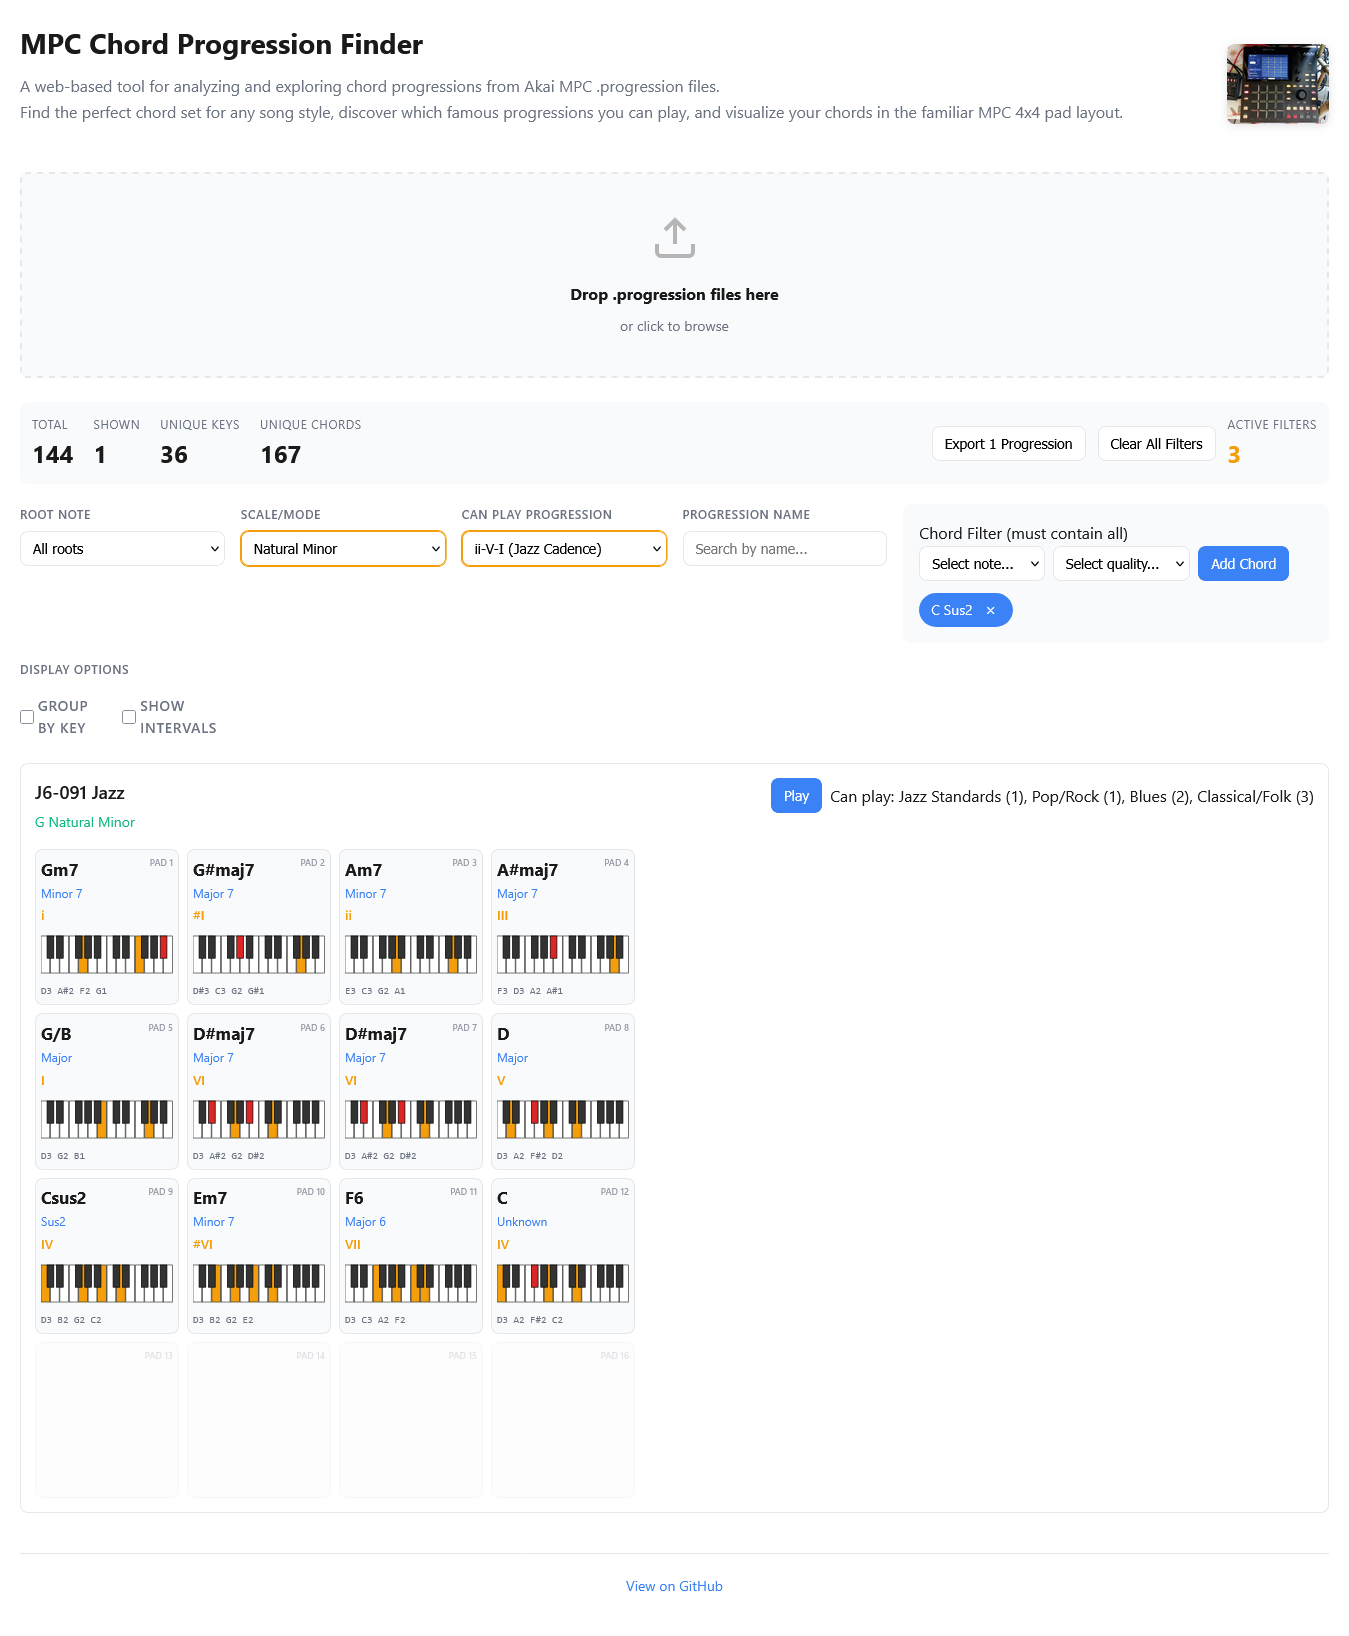 MPC Chord Progression Finder
A web-based tool for analyzing and exploring chord progressions from Akai MPC .progression files.
Find the perfect chord set for any song style, discover which famous progressions you can play, and visualize your chords in the familiar MPC 4x4 pad layout.
Drop .progression files here
or click to browse
TOTAL SHOWN UNIQUE KEYS UNIQUE CHORDS
144 1 36 167
Export 1 Progression Clear All Filters
ACTIVE FILTERS
3
ROOT NOTE SCALE/MODE CAN PLAY PROGRESSION PROGRESSION NAME
All roots Natural Minor ii-V-I (Jazz Cadence) Search by name...
Chord Filter (must contain all)
Select note... Select quality... Add Chord
C Sus2 ×
DISPLAY OPTIONS
GROUP BY KEY
SHOW INTERVALS
J6-091 Jazz
G Natural Minor
Play Can play: Jazz Standards (1), Pop/Rock (1), Blues (2), Classical/Folk (3)
Gm7 PAD 1
Minor 7
i
D3 A#2 F2 G1
G#maj7 PAD 2
Major 7
#I
D#3 C3 G2 G#1
Am7 PAD 3
Minor 7
ii
E3 C3 G2 A1
A#maj7 PAD 4
Major 7
III
F3 D3 A2 A#1
G/B PAD 5
Major
I
D3 G2 B1
D#maj7 PAD 6
Major 7
VI
D3 A#2 G2 D#2
D#maj7 PAD 7
Major 7
VI
D3 A#2 G2 D#2
D PAD 8
Major
V
D3 A2 F#2 D2
Csus2 PAD 9
Sus2
IV
D3 B2 G2 C2
Em7 PAD 10
Minor 7
#VI
D3 B2 G2 E2
F6 PAD 11
Major 6
VII
D3 C3 A2 F2
C PAD 12
Unknown
IV
D3 A2 F#2 C2
PAD 13 PAD 14 PAD 15 PAD 16
View on GitHub